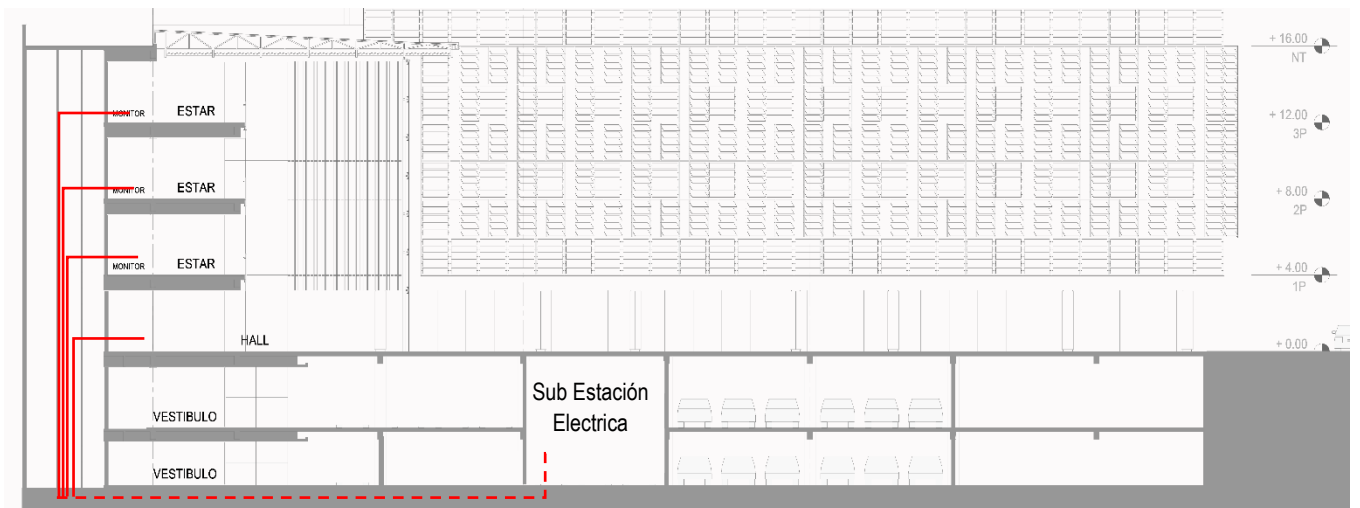 + 16.00
NT
MONITOR ESTAR
+ 12.00
3P
MONITOR ESTAR
+ 8.00
2P
MONITOR ESTAR
+ 4.00
1P
HALL
+ 0.00
Sub Estación
Electrica
VESTIBULO
VESTIBULO